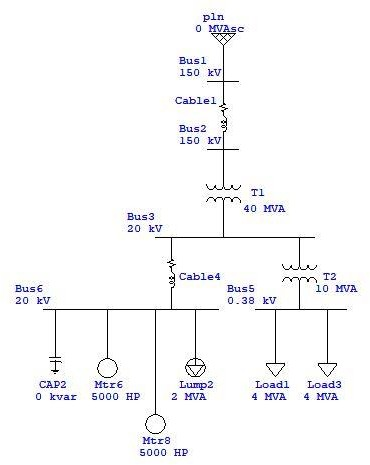 pln
0 MVAsc
Bus1
150 kV
Cable1
Bus2
150 kV
T1
40 MVA
Bus3
20 kV
Cable4
T2
10 MVA
Bus6
20 kV
Bus5
0.38 kV
CAP2
0 kvar
Mtr6
5000 HP
Lump2
2 MVA
Load1
4 MVA
Load3
4 MVA
Mtr8
5000 HP